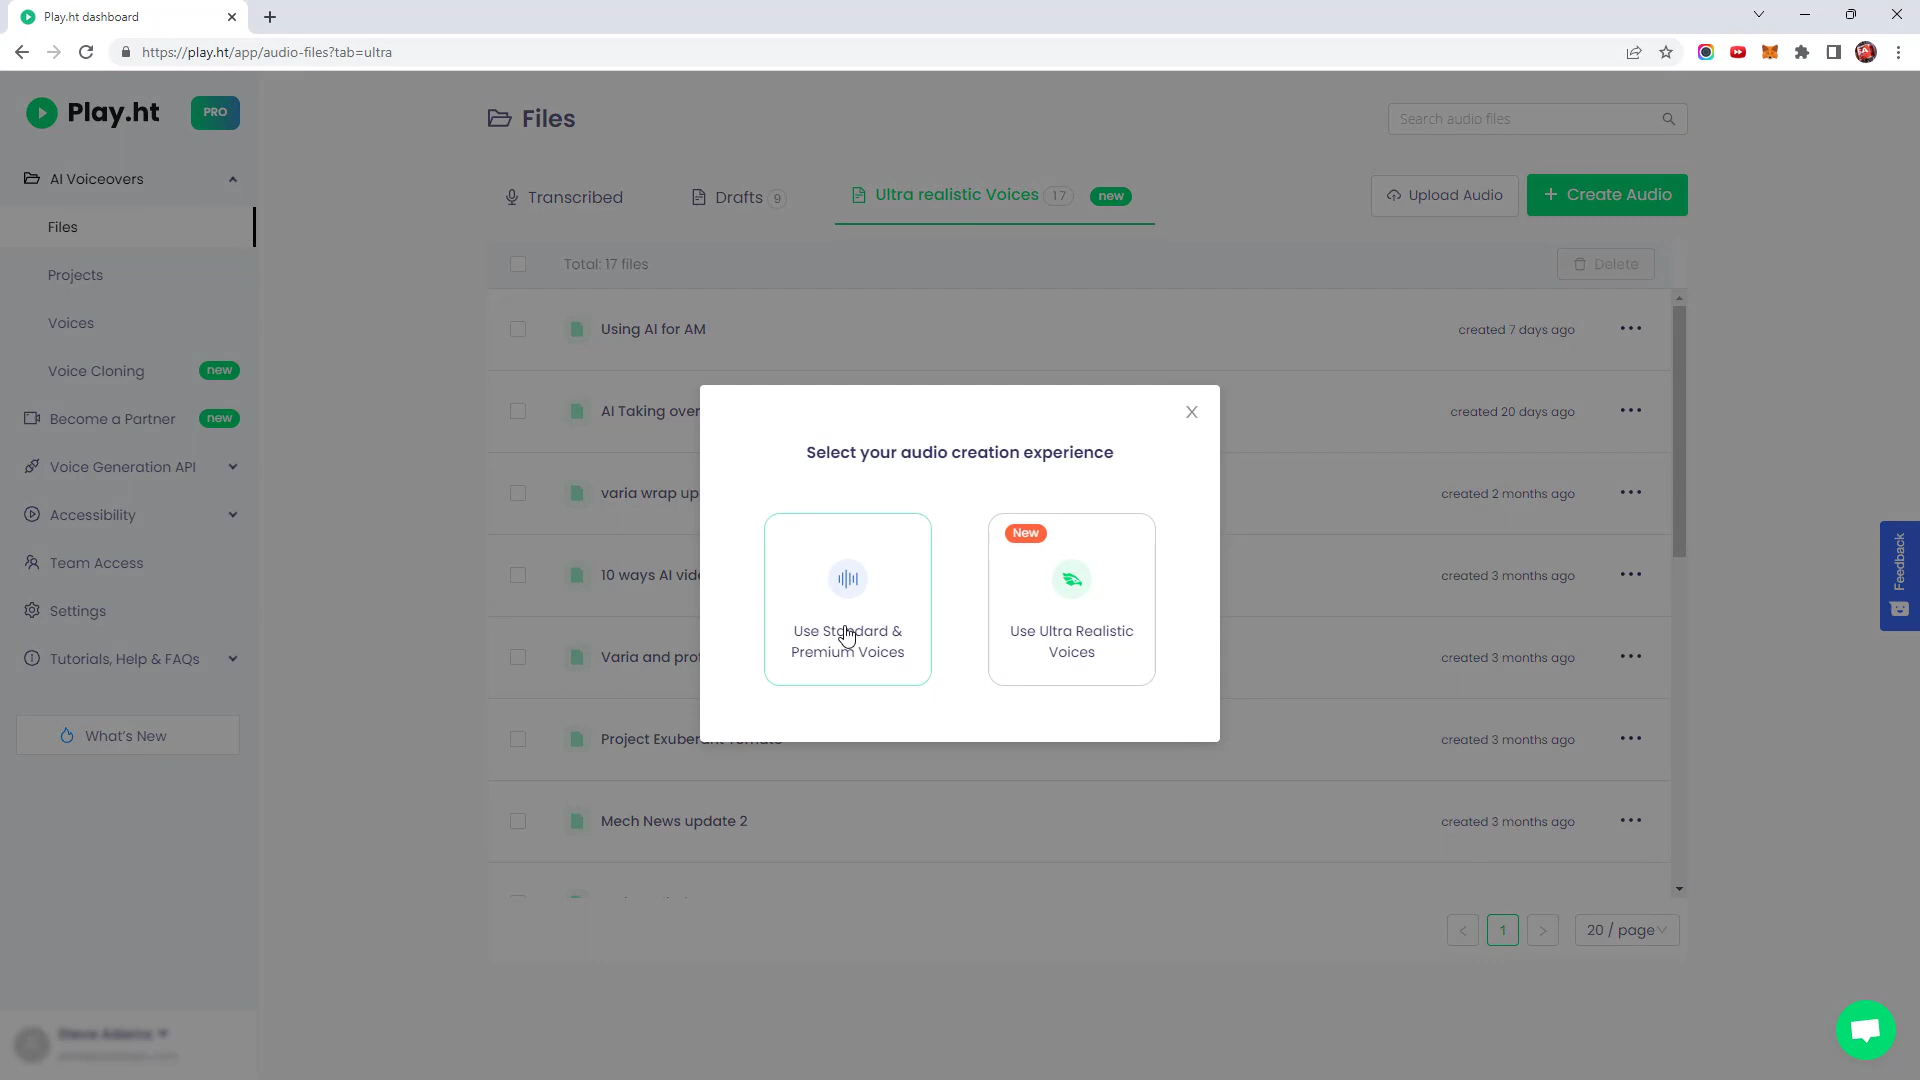 Play.ht dashboard
https://play.ht/app/audio-files?tab=ultra
Play.ht
PRO
AI Voiceovers
Files
Projects
Voices
Voice Cloning
new
Become a Partner
new
Voice Generation API
Accessibility
Team Access
Settings
Tutorials, Help & FAQs
What's New
Steve Adams
Files
Search audio files
Transcribed
Drafts 9
Ultra realistic Voices 17 new
Upload Audio
+ Create Audio
Total: 17 files
Delete
Using AI for AM
created 7 days ago
AI Taking over
created 20 days ago
varia wrap up
created 2 months ago
10 ways AI vid
created 3 months ago
Varia and pro
created 3 months ago
Project Exuberant Tomato
created 3 months ago
Mech News update 2
created 3 months ago
Select your audio creation experience
Use Standard &
Premium Voices
New
Use Ultra Realistic
Voices
< 1 >
20 / page
Feedback